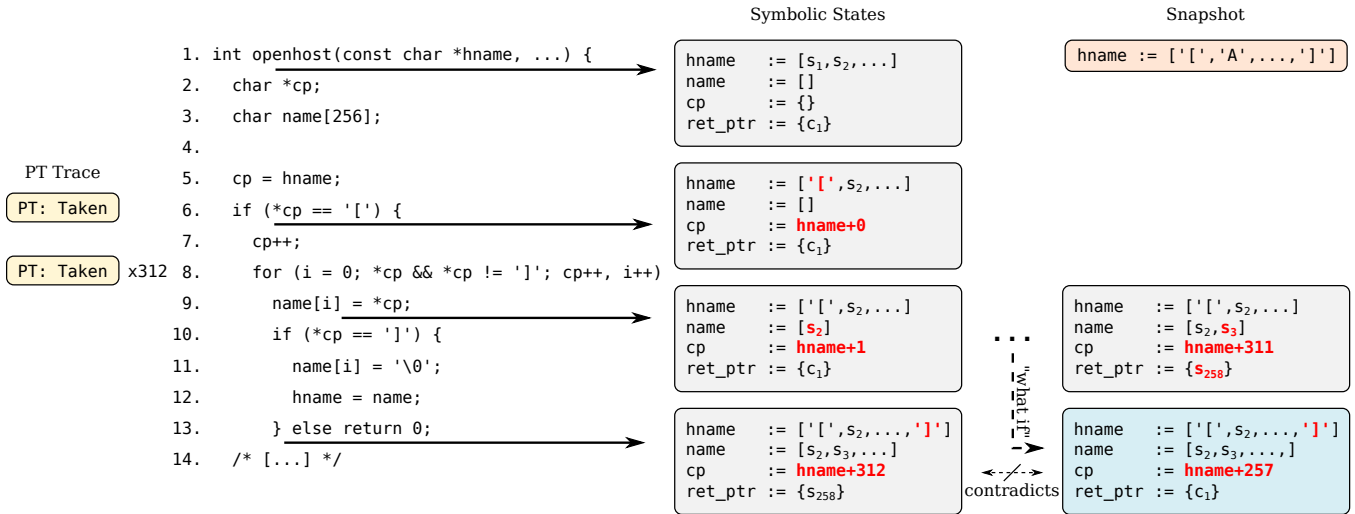 Symbolic States
Snapshot
PT Trace
PT: Taken
PT: Taken x312
1. int openhost(const char *hname, ...) {
2. char *cp;
3. char name[256];
4.
5. cp = hname;
6. if (*cp == '[') {
7. cp++;
8. for (i = 0; *cp && *cp != ']'; cp++, i++)
9. name[i] = *cp;
10. if (*cp == ']') {
11. name[i] = '\0';
12. hname = name;
13. } else return 0;
14. /* [...] */
hname := [s₁,s₂,...]
name := []
cp := {}
ret_ptr := {c₁}
hname := ['[',s₂,...]
name := []
cp := hname+0
ret_ptr := {c₁}
hname := ['[',s₂,...]
name := [s₂]
cp := hname+1
ret_ptr := {c₁}
hname := ['[',s₂,...,']']
name := [s₂,s₃,...]
cp := hname+312
ret_ptr := {s₂₅₈}
...
"what if"
contradicts
hname := ['[','A',...,']']
hname := ['[',s₂,...]
name := [s₂,s₃]
cp := hname+311
ret_ptr := {s₂₅₈}
hname := ['[',s₂,...,']']
name := [s₂,s₃,...,]
cp := hname+257
ret_ptr := {c₁}